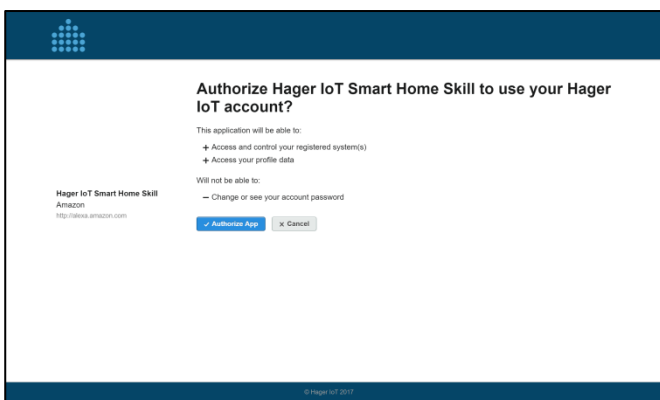 Authorize Hager IoT Smart Home Skill to use your Hager
IoT account?
This application will be able to:
+ Access and control your registered system(s)
+ Access your profile data
Will not be able to:
− Change or see your account password
Hager IoT Smart Home Skill
Amazon
http://alexa.amazon.com
✓ Authorize App
x Cancel
© Hager IoT 2017